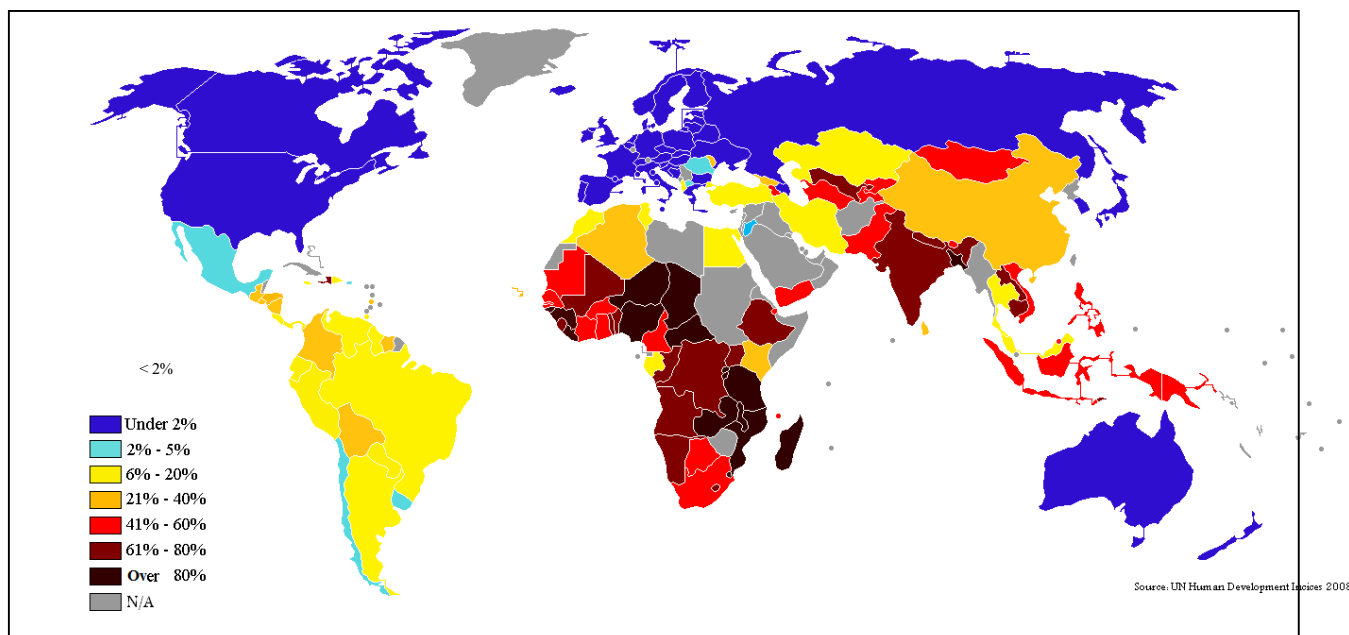 < 2%
Under 2%
2% - 5%
6% - 20%
21% - 40%
41% - 60%
61% - 80%
Over 80%
N/A
Source: UN Human Development Indices 2008